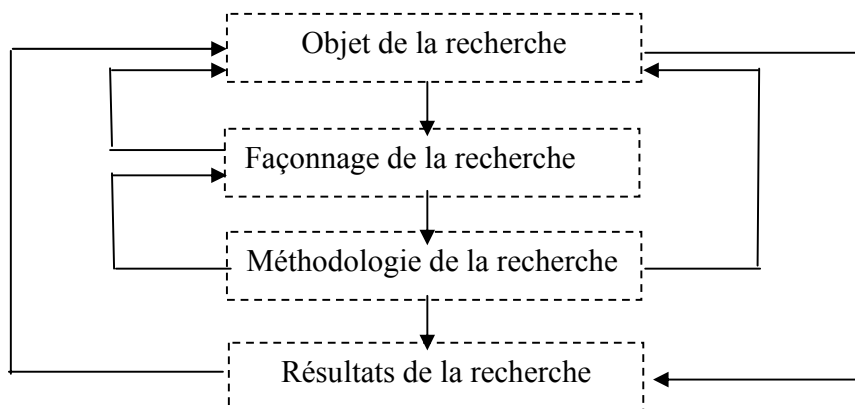 Objet de la recherche
Façonnage de la recherche
Méthodologie de la recherche
Résultats de la recherche